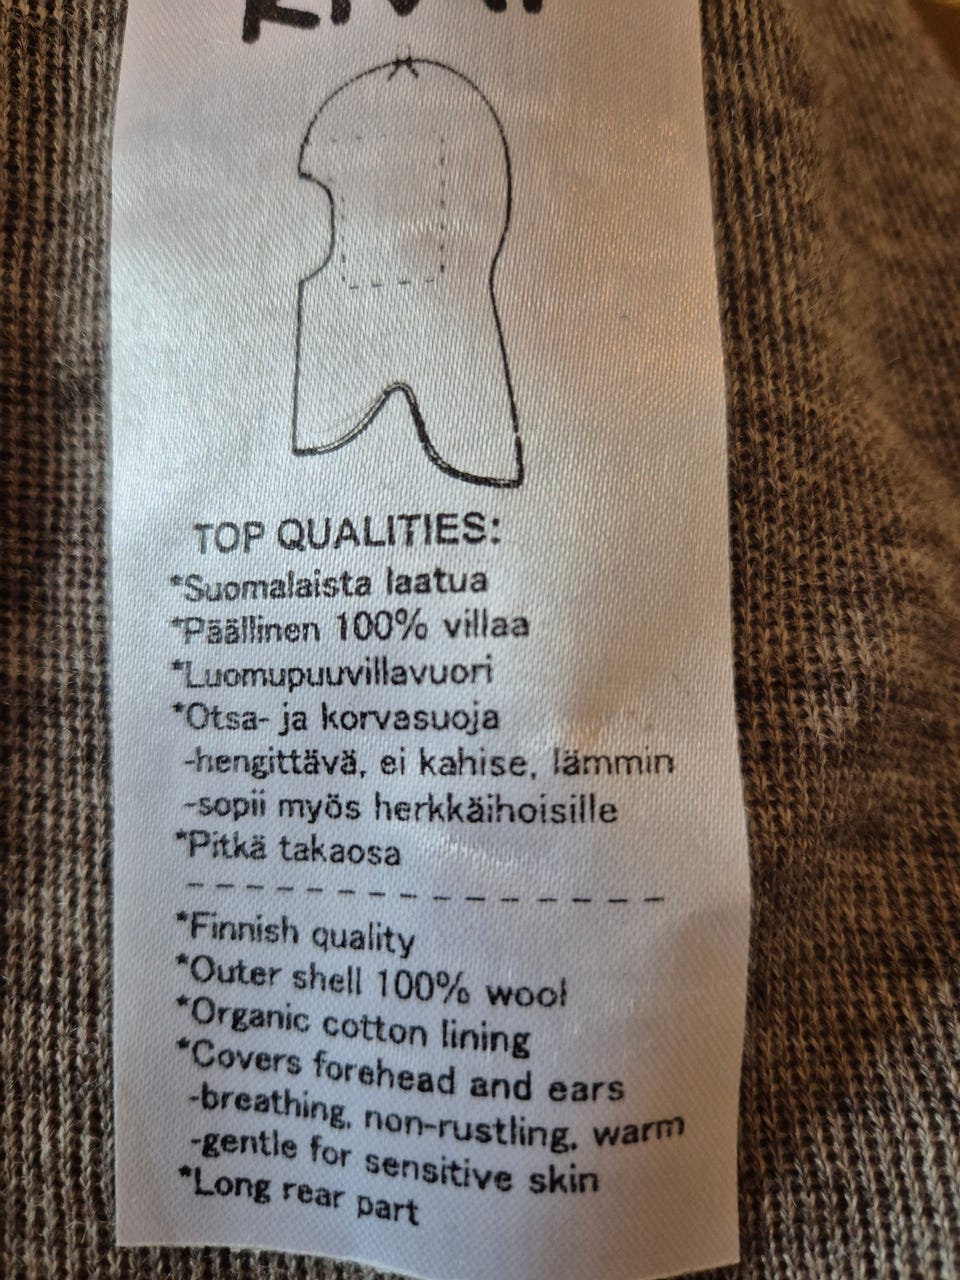 TOP QUALITIES:
*Suomalaista laatua
*Päällinen 100% villaa
*Luomupuuvillavuori
*Otsa- ja korvasuoja
-hengittävä, ei kahise, lämmin
-sopii myös herkkäihoisille
*Pitkä takaosa
*Finnish quality
*Outer shell 100% wool
*Organic cotton lining
*Covers forehead and ears
-breathing, non-rustling, warm
-gentle for sensitive skin
*Long rear part